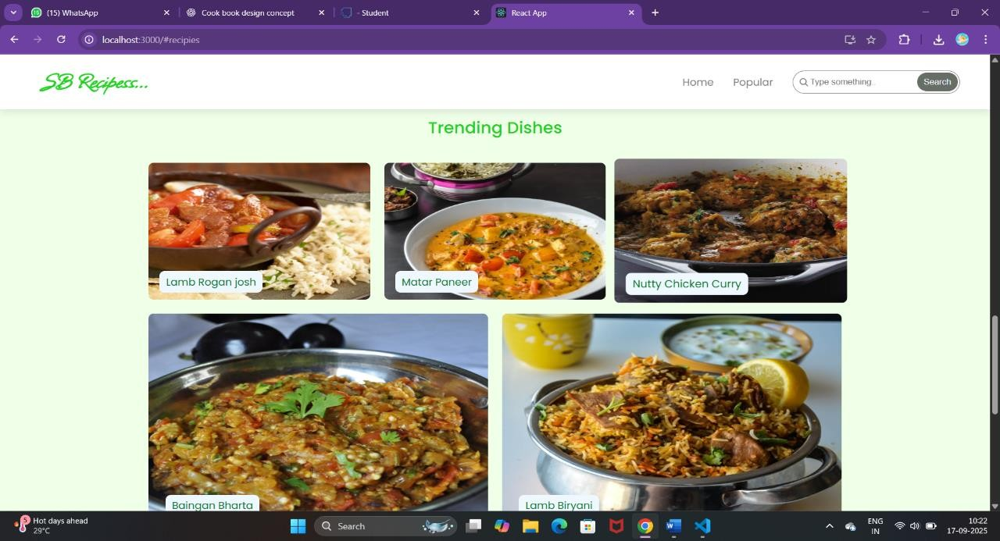 (15) WhatsApp
Cook book design concept
- Student
React App
localhost:3000/#recipies
SB Recipess...
Home
Popular
Type something..
Search
Trending Dishes
Lamb Rogan josh
Matar Paneer
Nutty Chicken Curry
Baingan Bharta
Lamb Biryani
5
Hot days ahead
29°C
Search
ENG
IN
10:22
17-09-2025